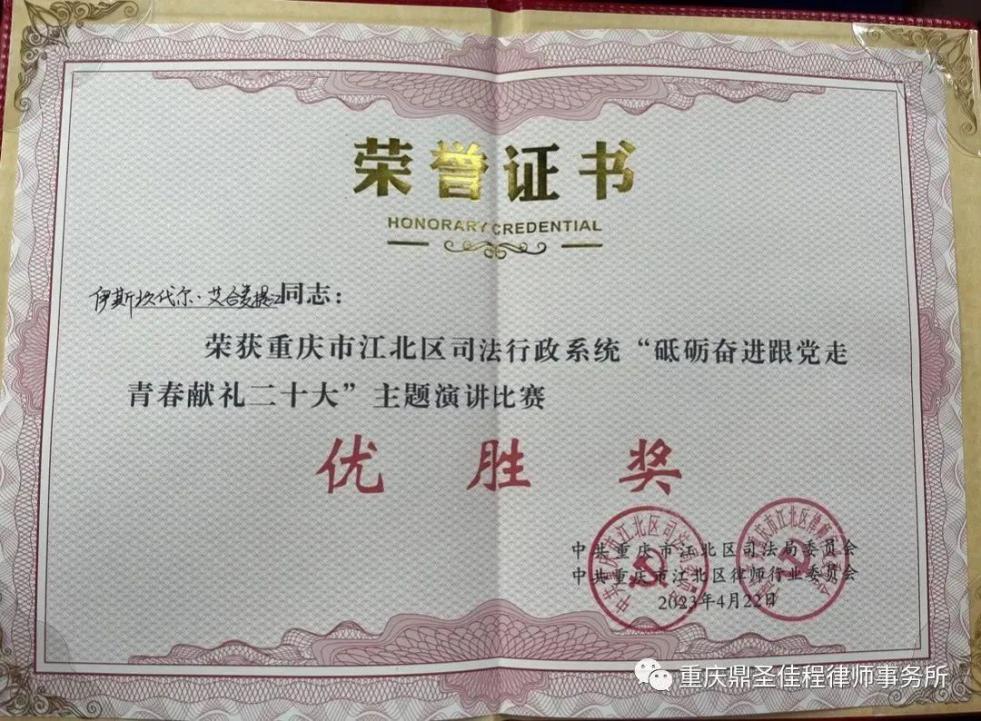 荣誉证书
HONORARY CREDENTIAL
伊斯坎代尔·艾合麦提江同志：
荣获重庆市江北区司法行政系统“砥砺奋进跟党走
青春献礼二十大”主题演讲比赛
优胜奖
中共重庆市江北区司法局委员会
中共重庆市江北区律师行业委员会
2023年4月22日
重庆鼎圣佳程律师事务所